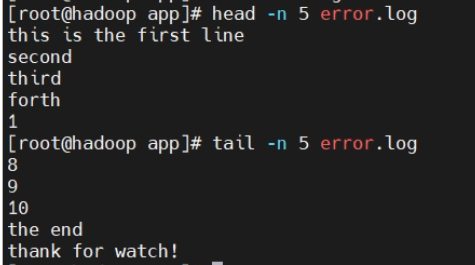 [root@hadoop app]# head -n 5 error.log
this is the first line
second
third
forth
1
[root@hadoop app]# tail -n 5 error.log
8
9
10
the end
thank for watch!